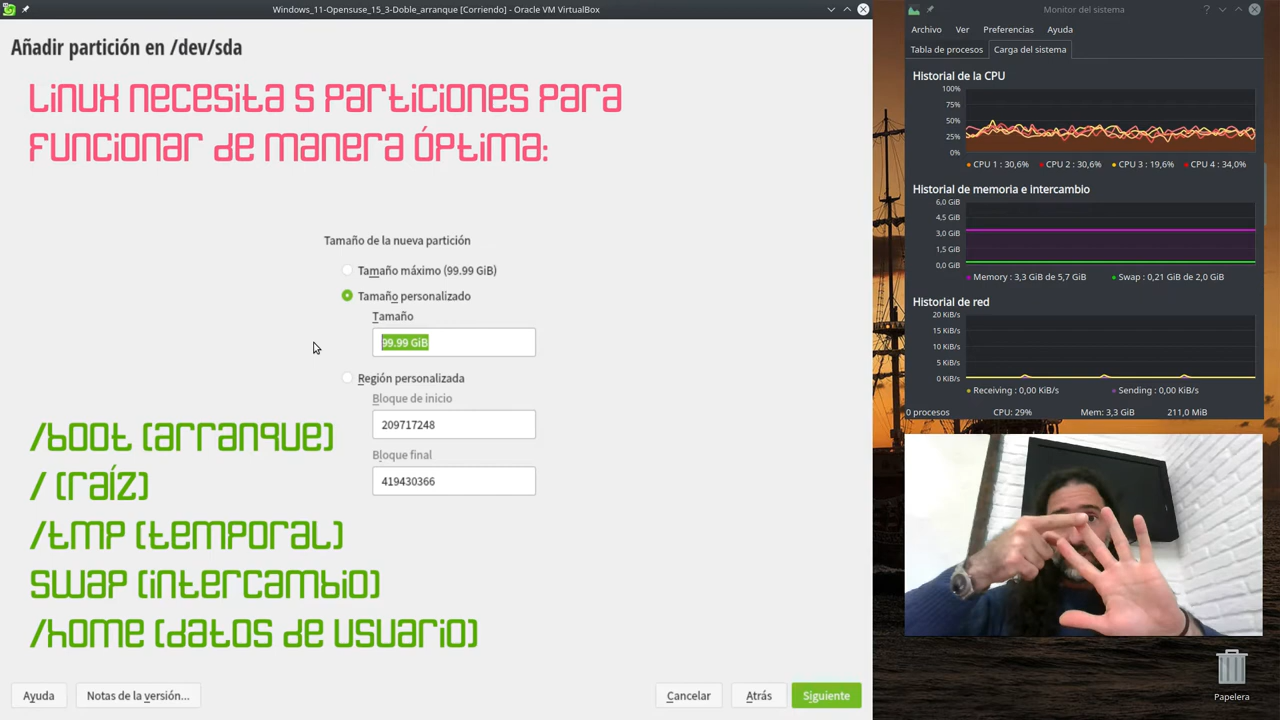 Windows_11-Opensuse_15_3-Doble_arranque [Corriendo] - Oracle VM VirtualBox
Añadir partición en /dev/sda
Linux necesita 5 particiones para
funcionar de manera óptima:
Tamaño de la nueva partición
Tamaño máximo (99.99 GiB)
Tamaño personalizado
Tamaño
99.99 GiB
Región personalizada
Bloque de inicio
209717248
Bloque final
419430366
/boot (arranque)
/ (raíz)
/tmp (temporal)
SWAP (intercambio)
/home (datos de usuario)
Ayuda
Notas de la versión...
Cancelar
Atrás
Siguiente
Monitor del sistema
Archivo Ver Preferencias Ayuda
Tabla de procesos Carga del sistema
Historial de la CPU
100%
75%
50%
25%
0%
CPU 1 : 30,6% CPU 2 : 30,6% CPU 3 : 19,6% CPU 4 : 34,0%
Historial de memoria e intercambio
6,0 GiB
4,5 GiB
3,0 GiB
1,5 GiB
0,0 GiB
Memory : 3,3 GiB de 5,7 GiB Swap : 0,21 GiB de 2,0 GiB
Historial de red
20 KiB/s
15 KiB/s
10 KiB/s
5 KiB/s
0 KiB/s
Receiving : 0,00 KiB/s Sending : 0,00 KiB/s
0 procesos CPU: 29% Mem: 3,3 GiB 211,0 MiB
Papelera